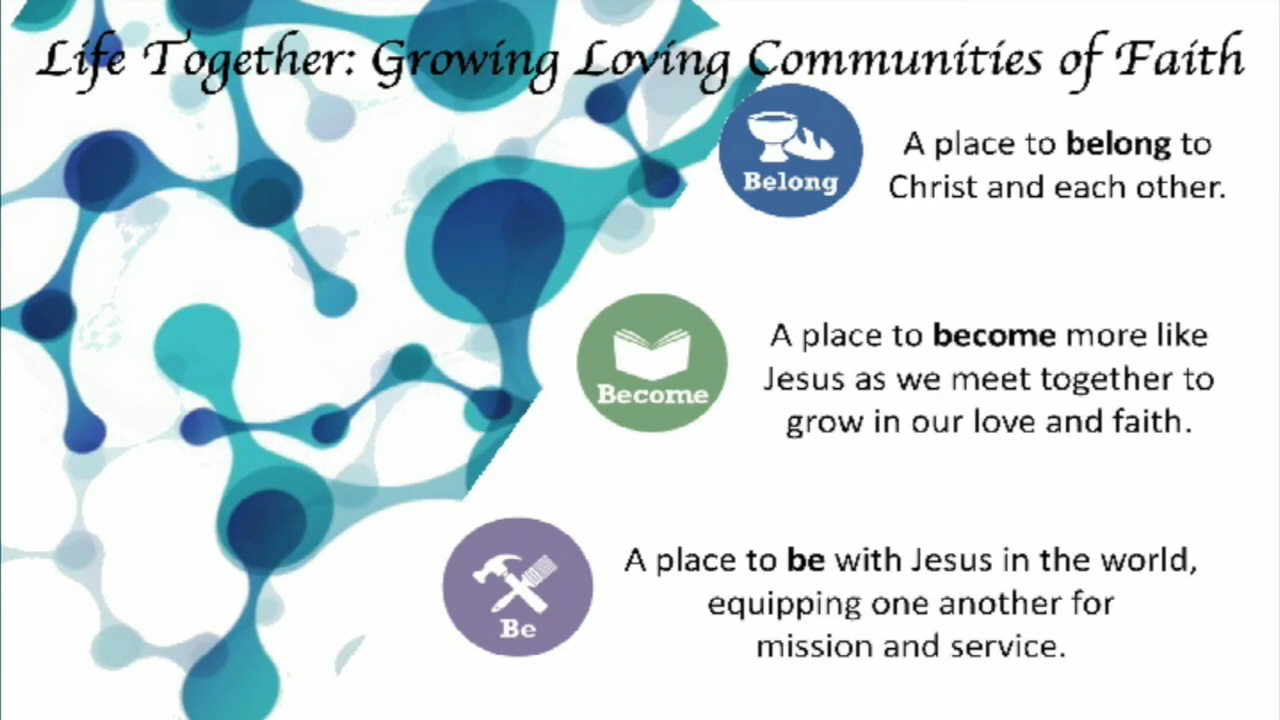 Life Together: Growing Loving Communities of Faith
Belong
A place to belong to
Christ and each other.
Become
A place to become more like
Jesus as we meet together to
grow in our love and faith.
Be
A place to be with Jesus in the world,
equipping one another for
mission and service.